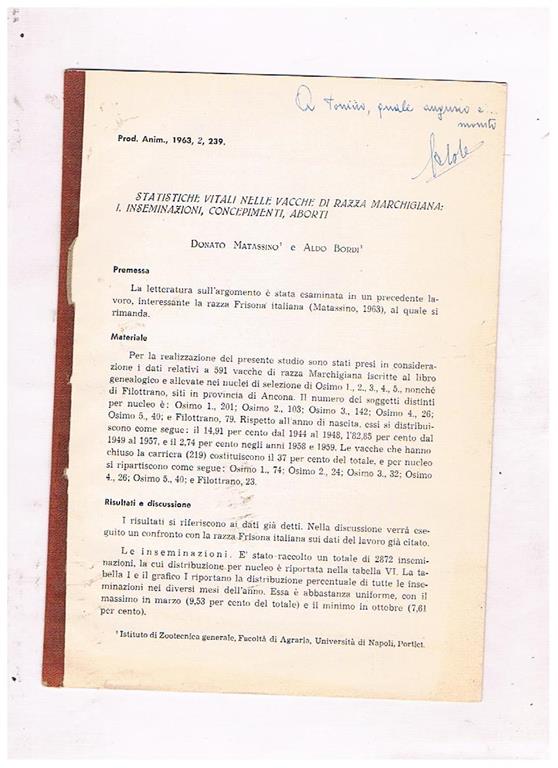 A Tonino, quale augurio e...
monito
Prod. Anim., 1963, 2, 239.
STATISTICHE VITALI NELLE VACCHE DI RAZZA MARCHIGIANA:
I. INSEMINAZIONI, CONCEPIMENTI, ABORTI
DONATO MATASSINO¹ e ALDO BORDI¹
Premessa
La letteratura sull'argomento è stata esaminata in un precedente la-
voro, interessante la razza Frisona italiana (Matassino, 1963), al quale si
rimanda.
Materiale
Per la realizzazione del presente studio sono stati presi in considera-
zione i dati relativi a 591 vacche di razza Marchigiana iscritte al libro
genealogico e allevate nei nuclei di selezione di Osimo 1., 2., 3., 4., 5., nonché
di Filottrano, siti in provincia di Ancona. Il numero dei soggetti distinti
per nucleo è: Osimo 1., 201; Osimo 2., 103; Osimo 3., 142; Osimo 4., 26;
Osimo 5., 40; e Filottrano, 79. Rispetto all'anno di nascita, essi si distribui-
scono come segue: il 14,91 per cento dal 1944 al 1948, l'82,85 per cento dal
1949 al 1957, e il 2,74 per cento negli anni 1958 e 1959. Le vacche che hanno
chiuso la carriera (219) costituiscono il 37 per cento del totale, e per nucleo
si ripartiscono come segue: Osimo 1., 74; Osimo 2., 24; Osimo 3., 32; Osimo
4., 26; Osimo 5., 40; e Filottrano, 23.
Risultati e discussione
I risultati si riferiscono ai dati già detti. Nella discussione verrà ese-
guito un confronto con la razza Frisona italiana sui dati del lavoro già citato.
Le inseminazioni. E' stato raccolto un totale di 2872 insemi-
nazioni, la cui distribuzione per nucleo è riportata nella tabella VI. La ta-
bella I e il grafico I riportano la distribuzione percentuale di tutte le inse-
minazioni nei diversi mesi dell'anno. Essa è abbastanza uniforme, con il
massimo in marzo (9,53 per cento del totale) e il minimo in ottobre (7,61
per cento).
¹ Istituto di Zootecnica generale, Facoltà di Agraria, Università di Napoli, Portici.